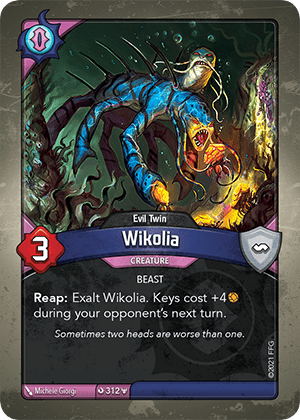 Evil Twin
Wikolia
CREATURE
3
BEAST
Reap: Exalt Wikolia. Keys cost +4
during your opponent's next turn.
Sometimes two heads are worse than one.
Michele Giorgi
312
©2021 FFG